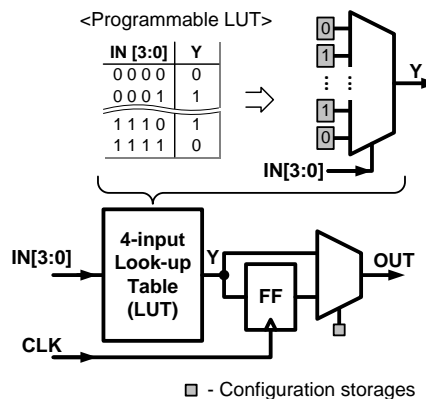 <Programmable LUT>
IN [3:0] Y
0 0 0 0 0
0 0 0 1 1
1 1 1 0 1
1 1 1 1 0
0
1
1
0
Y
IN[3:0]
IN[3:0]
4-input
Look-up
Table
(LUT)
Y
FF
OUT
CLK
- Configuration storages